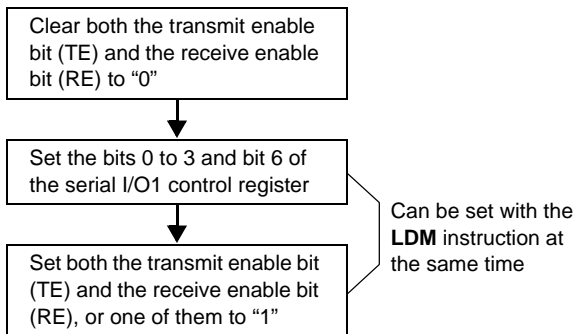 Clear both the transmit enable
bit (TE) and the receive enable
bit (RE) to “0”
Set the bits 0 to 3 and bit 6 of
the serial I/O1 control register
Set both the transmit enable bit
(TE) and the receive enable bit
(RE), or one of them to “1”
Can be set with the
LDM instruction at
the same time